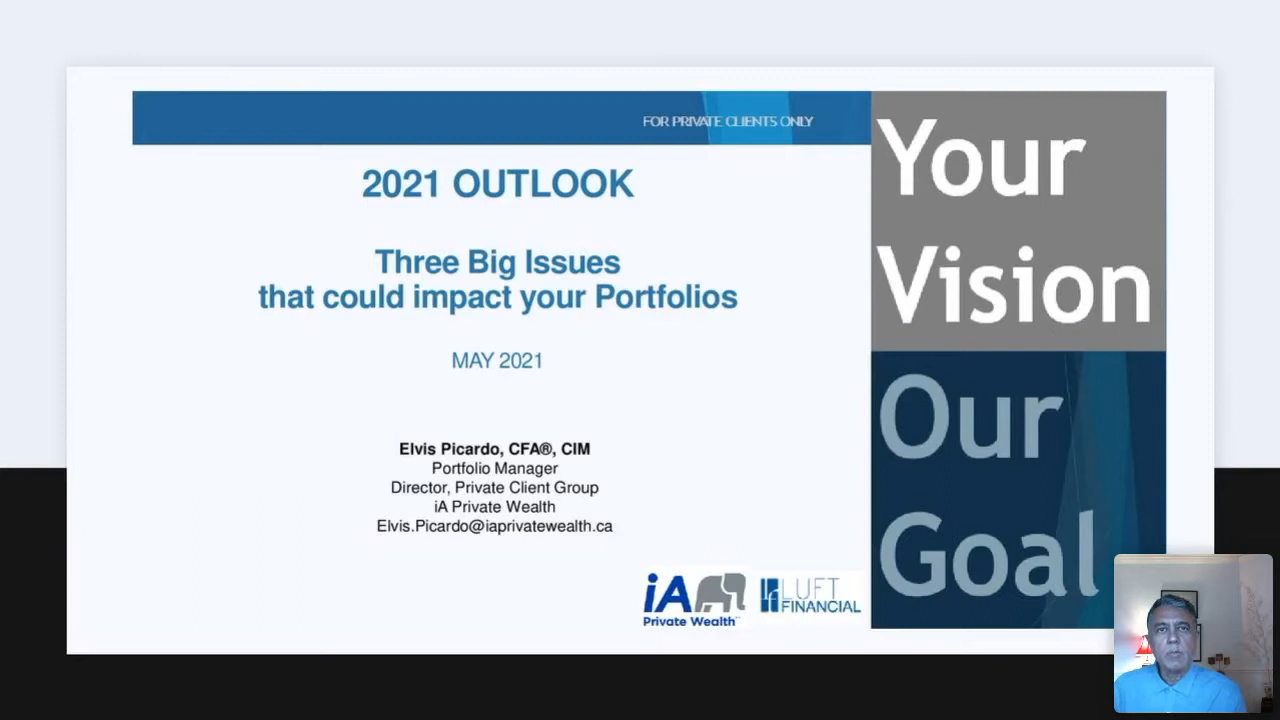 FOR PRIVATE CLIENTS ONLY
2021 OUTLOOK
Three Big Issues
that could impact your Portfolios
MAY 2021
Elvis Picardo, CFA®, CIM
Portfolio Manager
Director, Private Client Group
iA Private Wealth
Elvis.Picardo@iaprivatewealth.ca
iA
Private Wealth
LUFT
FINANCIAL
Your
Vision
Our
Goal